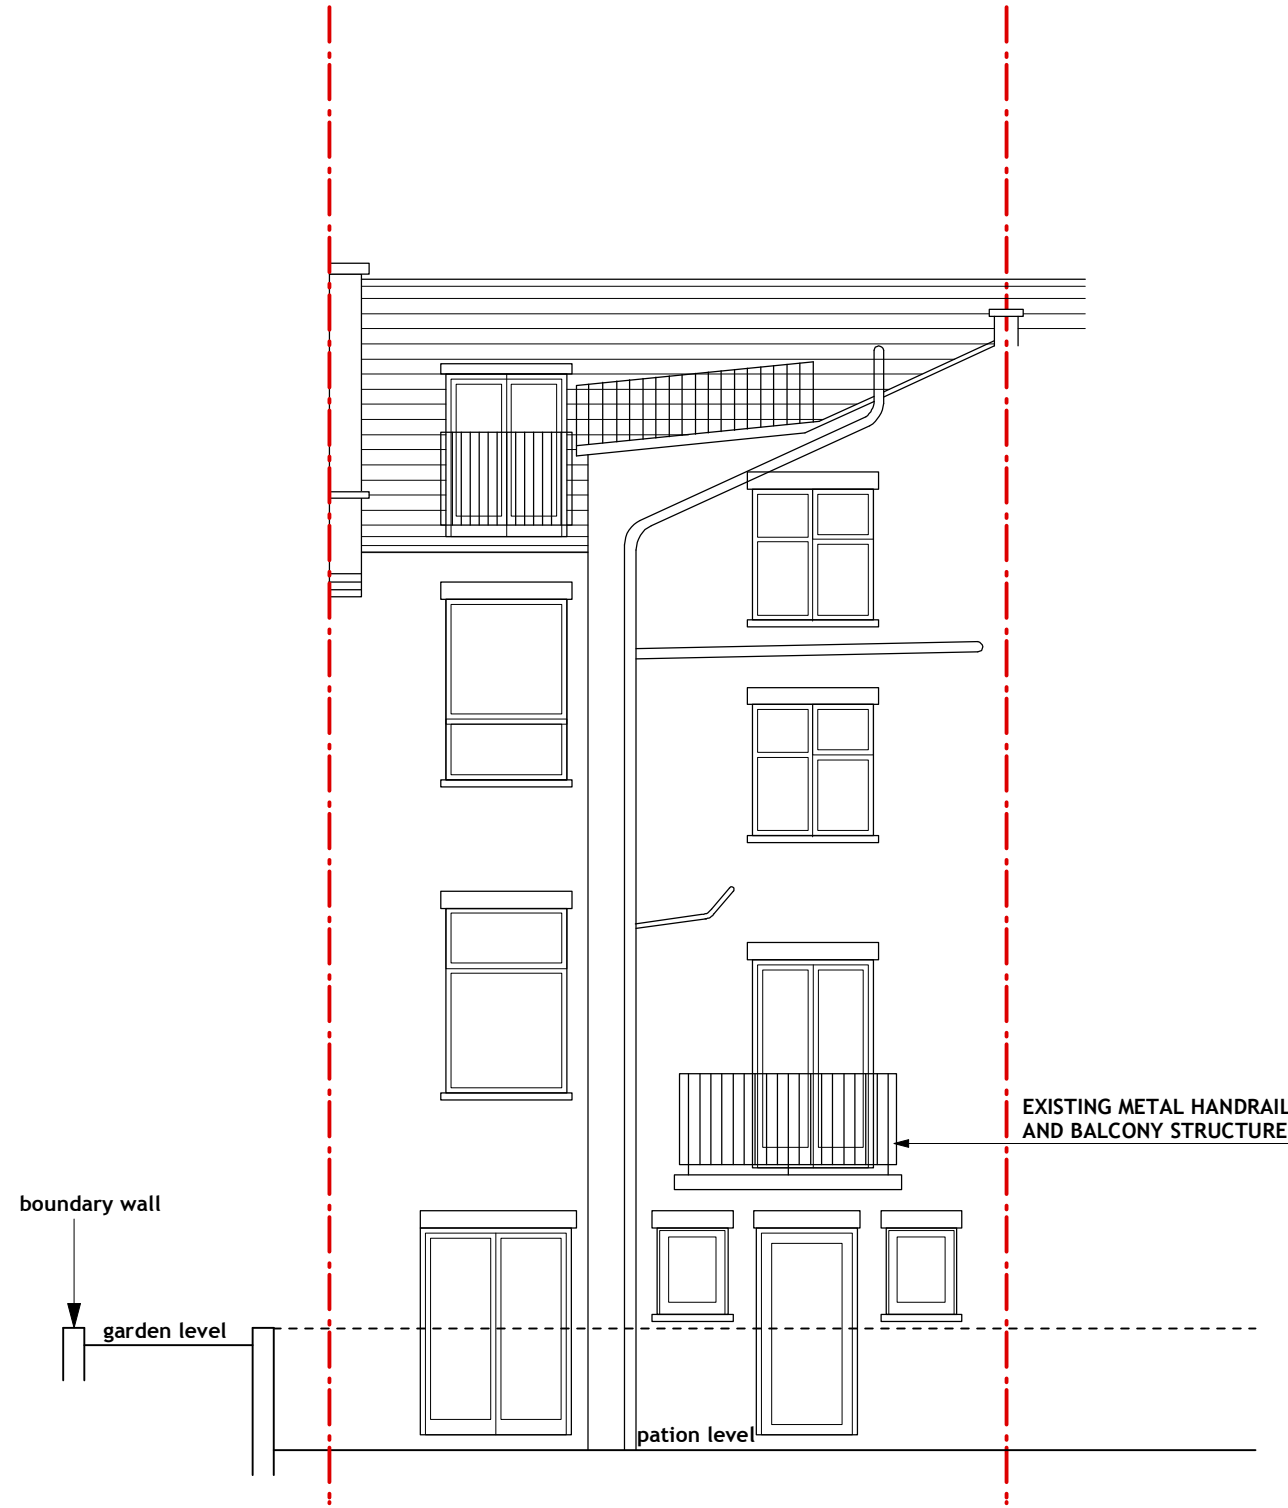 EXISTING METAL HANDRAIL
AND BALCONY STRUCTURE
boundary wall
garden level
pation level